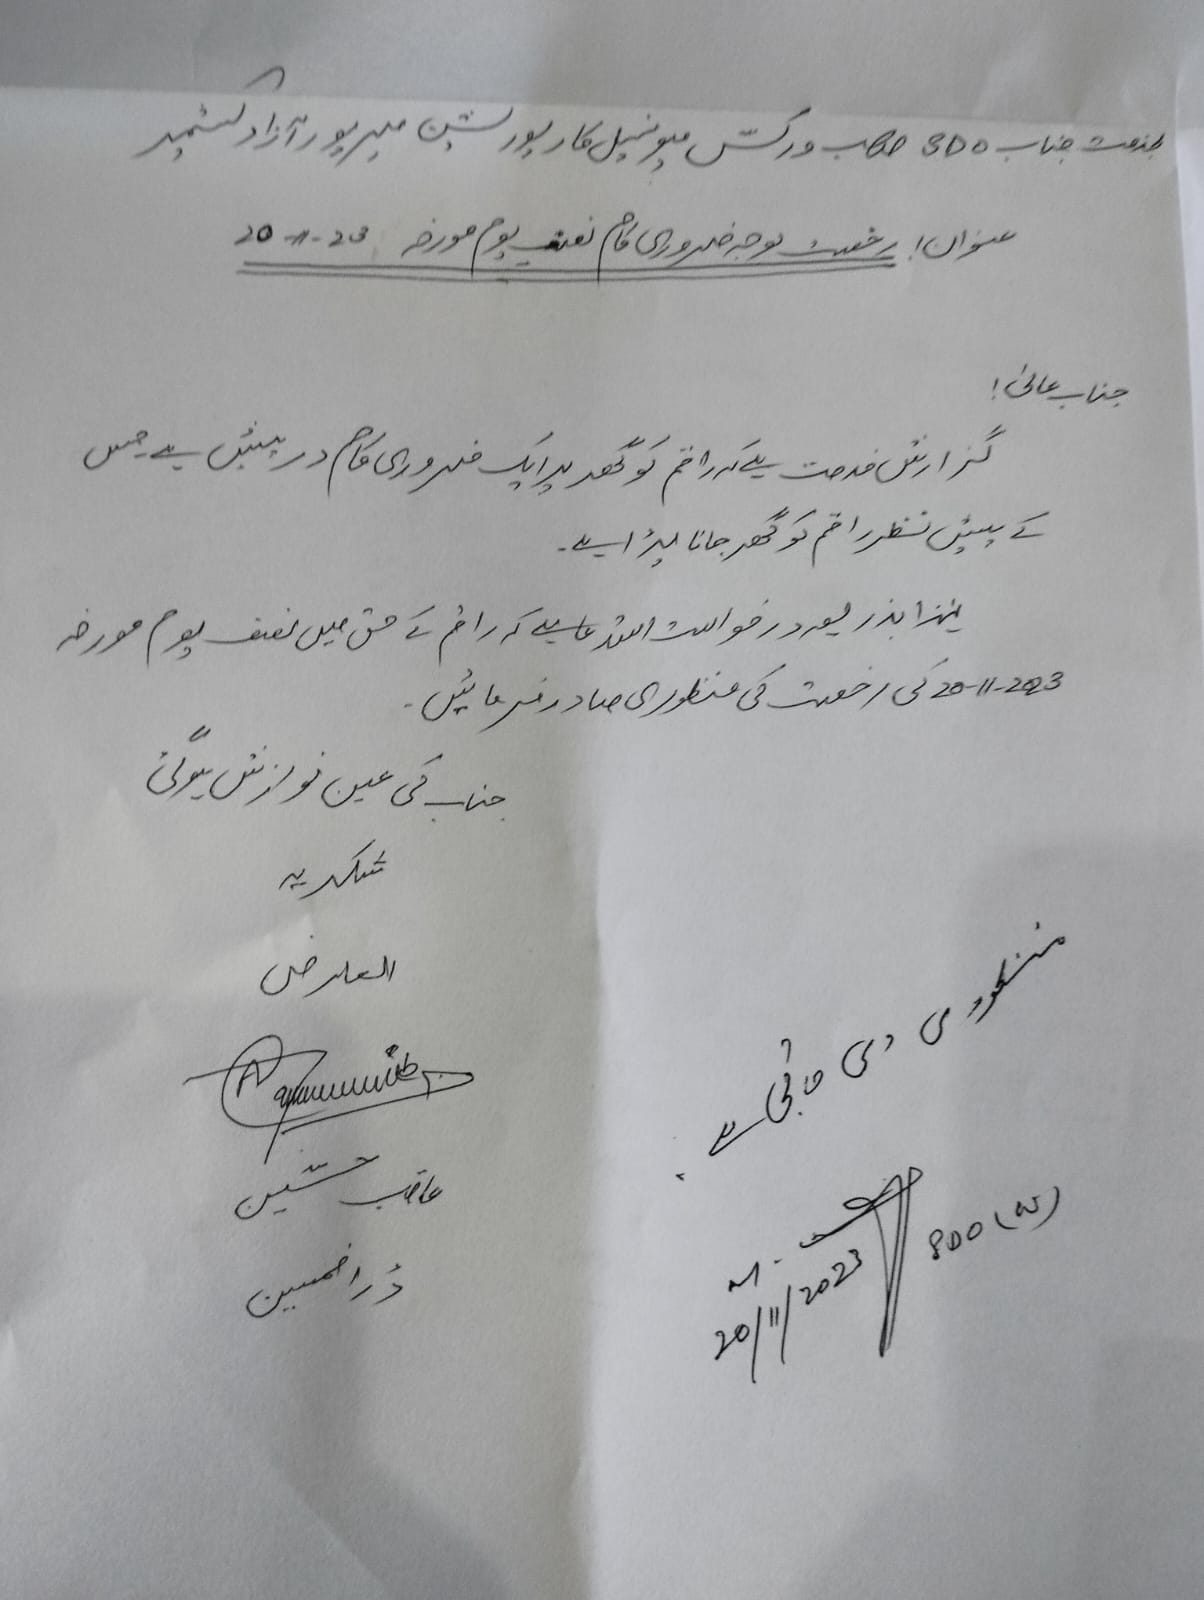 بخدمت جناب SDO صاحب ورکس میونسپل کارپوریشن میرپور آزاد کشمیر
عنوان! رخصت بوجہ ضروری کام نصف یوم مورخہ 20-11-23
جناب عالیٰ!
گزارش خدمت ہے کہ راقم کو گھر پر ایک ضروری کام درپیش ہے جس
کے پیش نظر راقم کو گھر جانا پڑا ہے۔
لہٰذا بذریعہ درخواست استدعا ہے کہ راقم کے حق میں نصف یوم مورخہ
20-11-2023 کی رخصت کی منظوری صادر فرمائیں۔
جناب کی عین نوازش ہوگی
شکریہ
العارض
عاقب حسین
ڈرافٹسمین
منظوری دی جاتی ہے۔
SDO (W)
20/11/2023